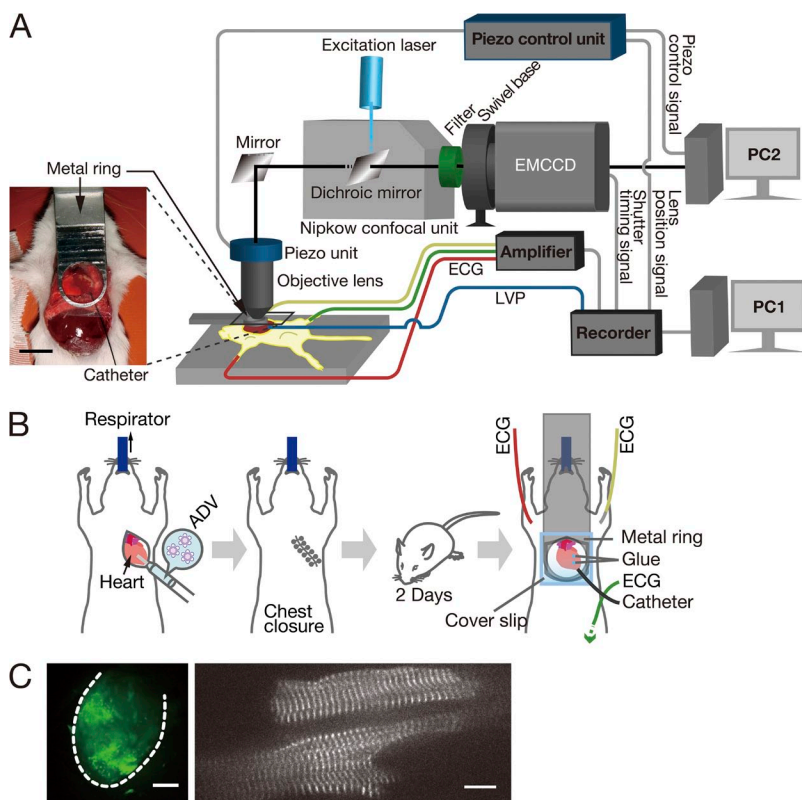 A
Excitation laser
Piezo control unit
Piezo
control signal
Filter
Swivel base
Mirror
EMCCD
PC2
Metal ring
Dichroic mirror
Nipkow confocal unit
Shutter
timing signal
Lens
position signal
Piezo unit
Amplifier
Objective lens
ECG
LVP
Recorder
PC1
Catheter
B
Respirator
ADV
Heart
Chest
closure
2 Days
ECG
ECG
Metal ring
Glue
ECG
Catheter
Cover slip
C